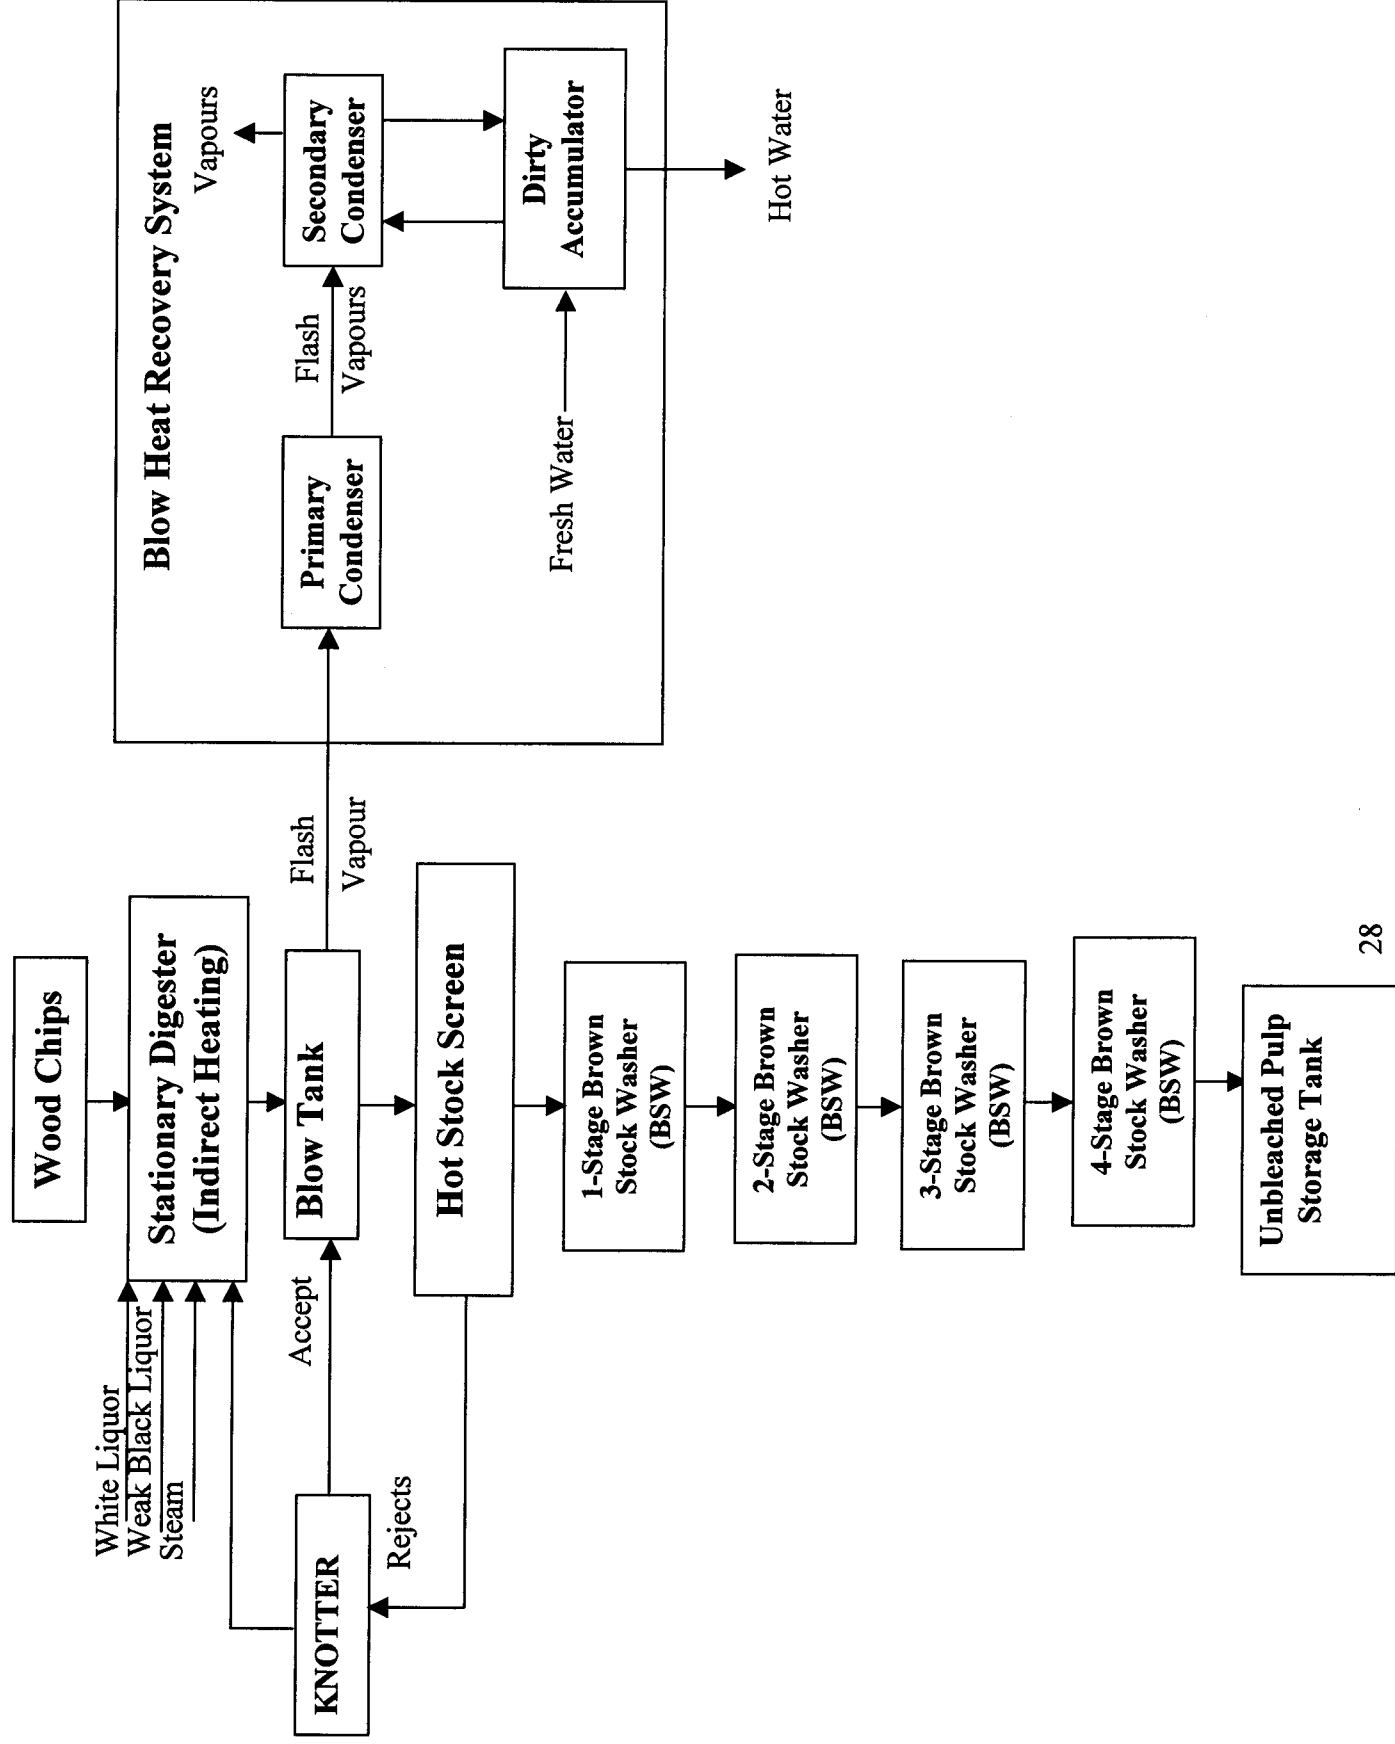 Wood Chips
White Liquor
Weak Black Liquor
Steam
Stationary Digester
(Indirect Heating)
Blow Tank
Accept
KNOTTER
Rejects
Flash
Vapour
Hot Stock Screen
1-Stage Brown
Stock Washer
(BSW)
2-Stage Brown
Stock Washer
(BSW)
3-Stage Brown
Stock Washer
(BSW)
4-Stage Brown
Stock Washer
(BSW)
Unbleached Pulp
Storage Tank
Blow Heat Recovery System
Primary
Condenser
Flash
Vapours
Secondary
Condenser
Vapours
Fresh Water
Dirty
Accumulator
Hot Water
28